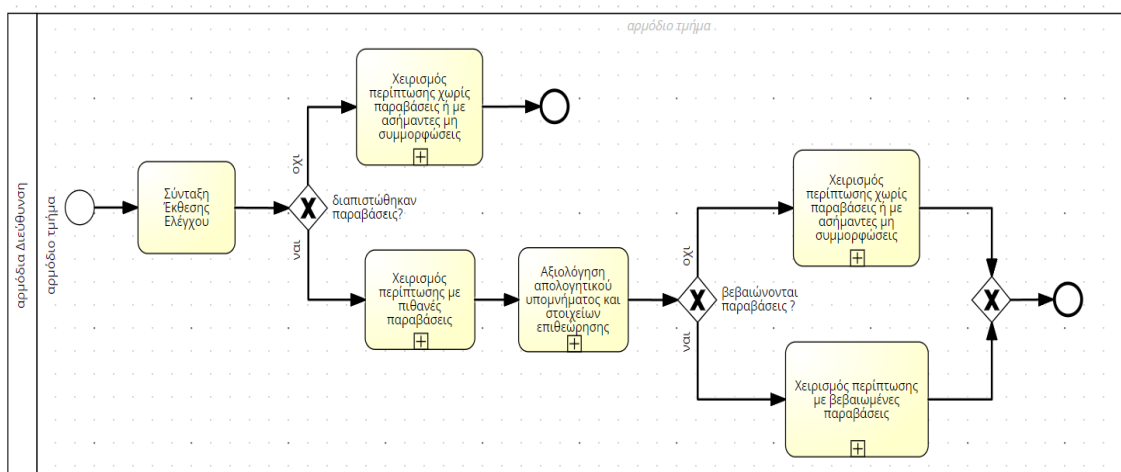 αρμόδια Διεύθυνση
αρμόδιο τμήμα
αρμόδιο τμήμα
Σύνταξη
Έκθεσης
Ελέγχου
διαπιστώθηκαν
παραβάσεις?
οχι
ναι
Χειρισμός
περίπτωσης χωρίς
παραβάσεις ή με
ασήμαντες μη
συμμορφώσεις
Χειρισμός
περίπτωσης με
πιθανές
παραβάσεις
Αξιολόγηση
απολογητικού
υπομνήματος και
στοιχείων
επιθεώρησης
βεβαιώνονται
παραβάσεις ?
οχι
ναι
Χειρισμός
περίπτωσης χωρίς
παραβάσεις ή με
ασήμαντες μη
συμμορφώσεις
Χειρισμός περίπτωσης
με βεβαιωμένες
παραβάσεις